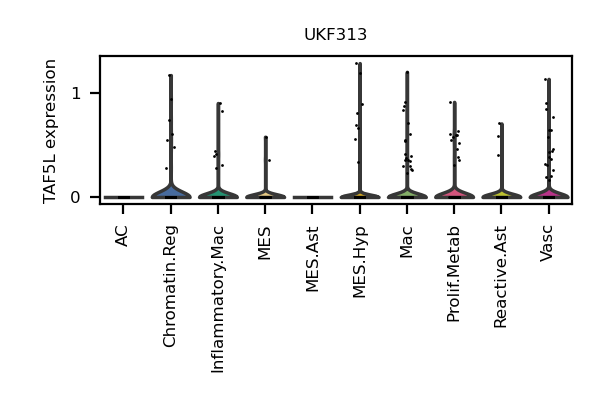 UKF313
TAF5L expression
1
0
AC
Chromatin.Reg
Inflammatory.Mac
MES
MES.Ast
MES.Hyp
Mac
Prolif.Metab
Reactive.Ast
Vasc